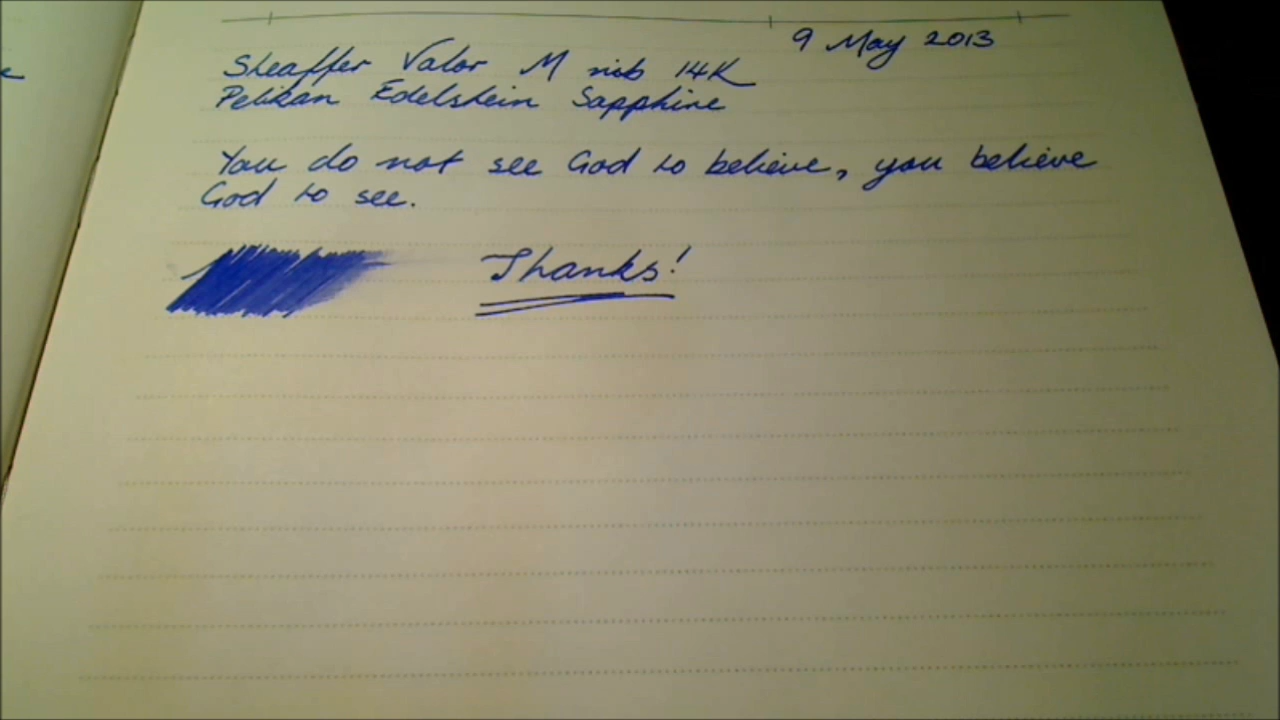 9 May 2013
Sheaffer Valor M nib 14K
Pelikan Edelstein Sapphire
You do not see God to believe, you believe
God to see.
Thanks!